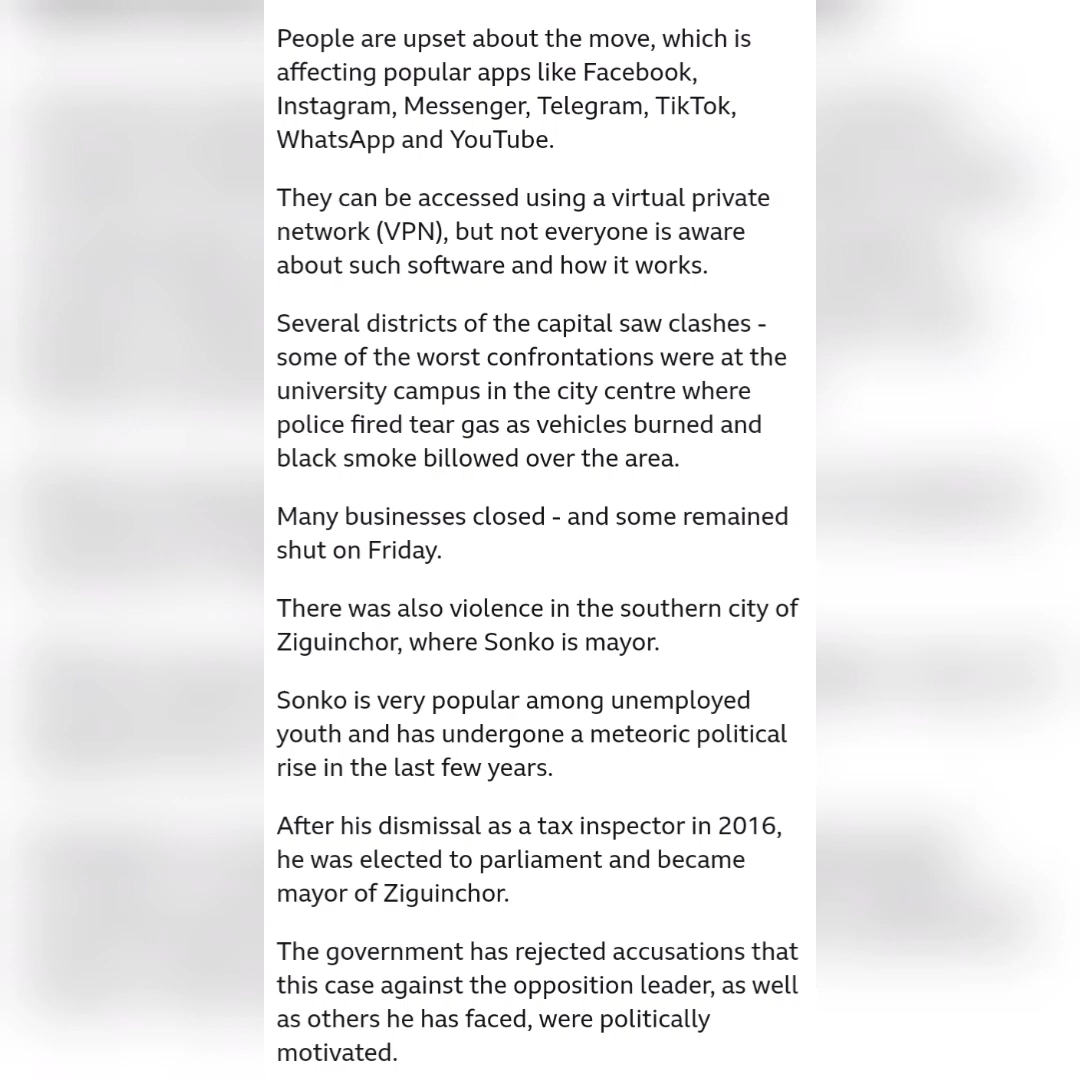 People are upset about the move, which is
affecting popular apps like Facebook,
Instagram, Messenger, Telegram, TikTok,
WhatsApp and YouTube.
They can be accessed using a virtual private
network (VPN), but not everyone is aware
about such software and how it works.
Several districts of the capital saw clashes -
some of the worst confrontations were at the
university campus in the city centre where
police fired tear gas as vehicles burned and
black smoke billowed over the area.
Many businesses closed - and some remained
shut on Friday.
There was also violence in the southern city of
Ziguinchor, where Sonko is mayor.
Sonko is very popular among unemployed
youth and has undergone a meteoric political
rise in the last few years.
After his dismissal as a tax inspector in 2016,
he was elected to parliament and became
mayor of Ziguinchor.
The government has rejected accusations that
this case against the opposition leader, as well
as others he has faced, were politically
motivated.